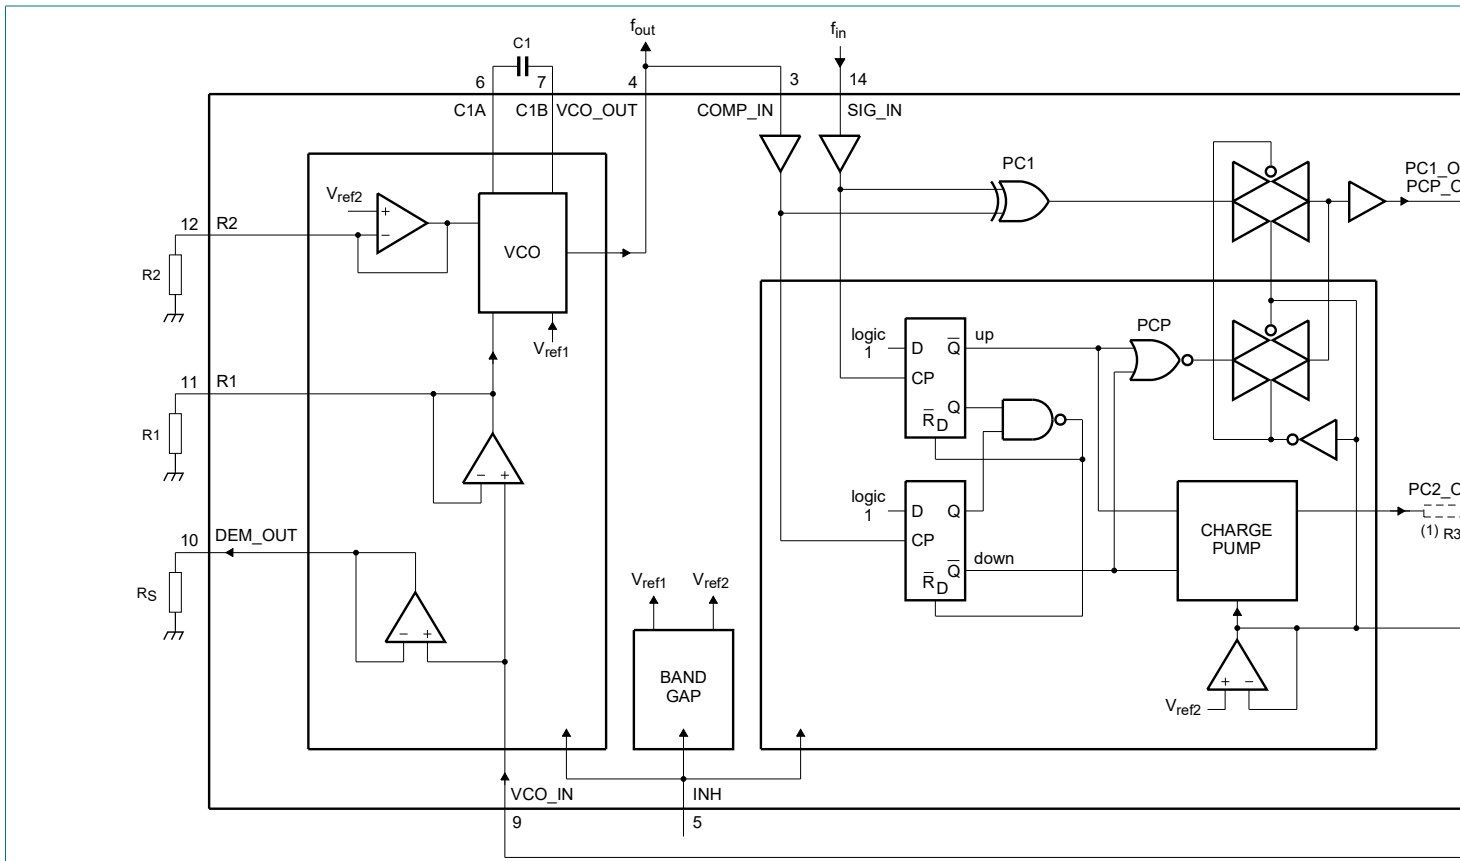 fout
fin
C1
6
7
4
3
14
C1A
C1B
VCO_OUT
COMP_IN
SIG_IN
PC1
PC1_O
PCP_O
Vref2
+
−
12
R2
R2
VCO
Vref1
logic
1
D
Q
up
CP
Q
RD
PCP
11
R1
R1
−
+
logic
1
D
Q
CP
Q
down
RD
CHARGE
PUMP
PC2_O
(1) R3
10
DEM_OUT
RS
−
+
Vref1
Vref2
BAND
GAP
+
−
Vref2
VCO_IN
INH
9
5